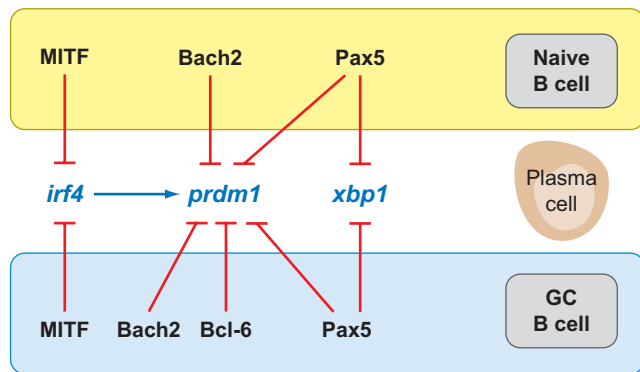 MITF
Bach2
Pax5
Naive
B cell
irf4
prdm1
xbp1
Plasma
cell
MITF
Bach2
Bcl-6
Pax5
GC
B cell